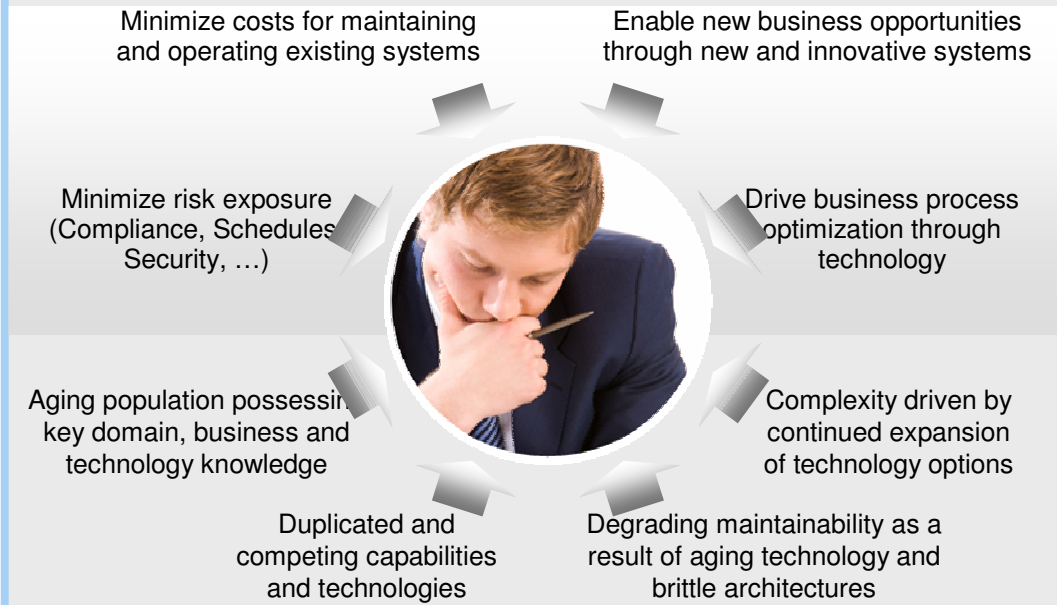 Minimize costs for maintaining
and operating existing systems
Enable new business opportunities
through new and innovative systems
Minimize risk exposure
(Compliance, Schedules
Security, …)
Drive business process
optimization through
technology
Aging population possessin
key domain, business and
technology knowledge
Complexity driven by
continued expansion
of technology options
Duplicated and
competing capabilities
and technologies
Degrading maintainability as a
result of aging technology and
brittle architectures